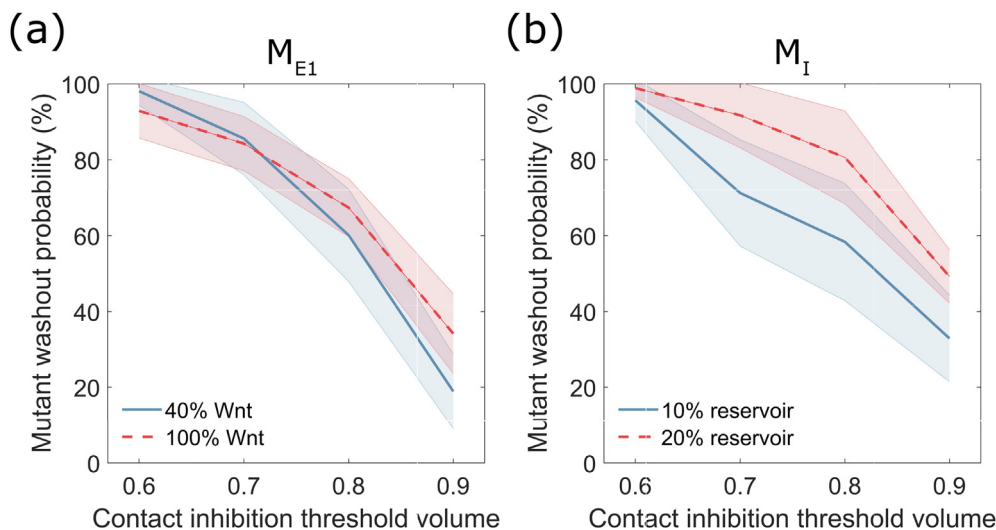 (a)
M_E1
Mutant washout probability (%)
100
80
60
40
20
0
40% Wnt
100% Wnt
0.6 0.7 0.8 0.9
Contact inhibition threshold volume
(b)
M_I
Mutant washout probability (%)
100
80
60
40
20
0
10% reservoir
20% reservoir
0.6 0.7 0.8 0.9
Contact inhibition threshold volume